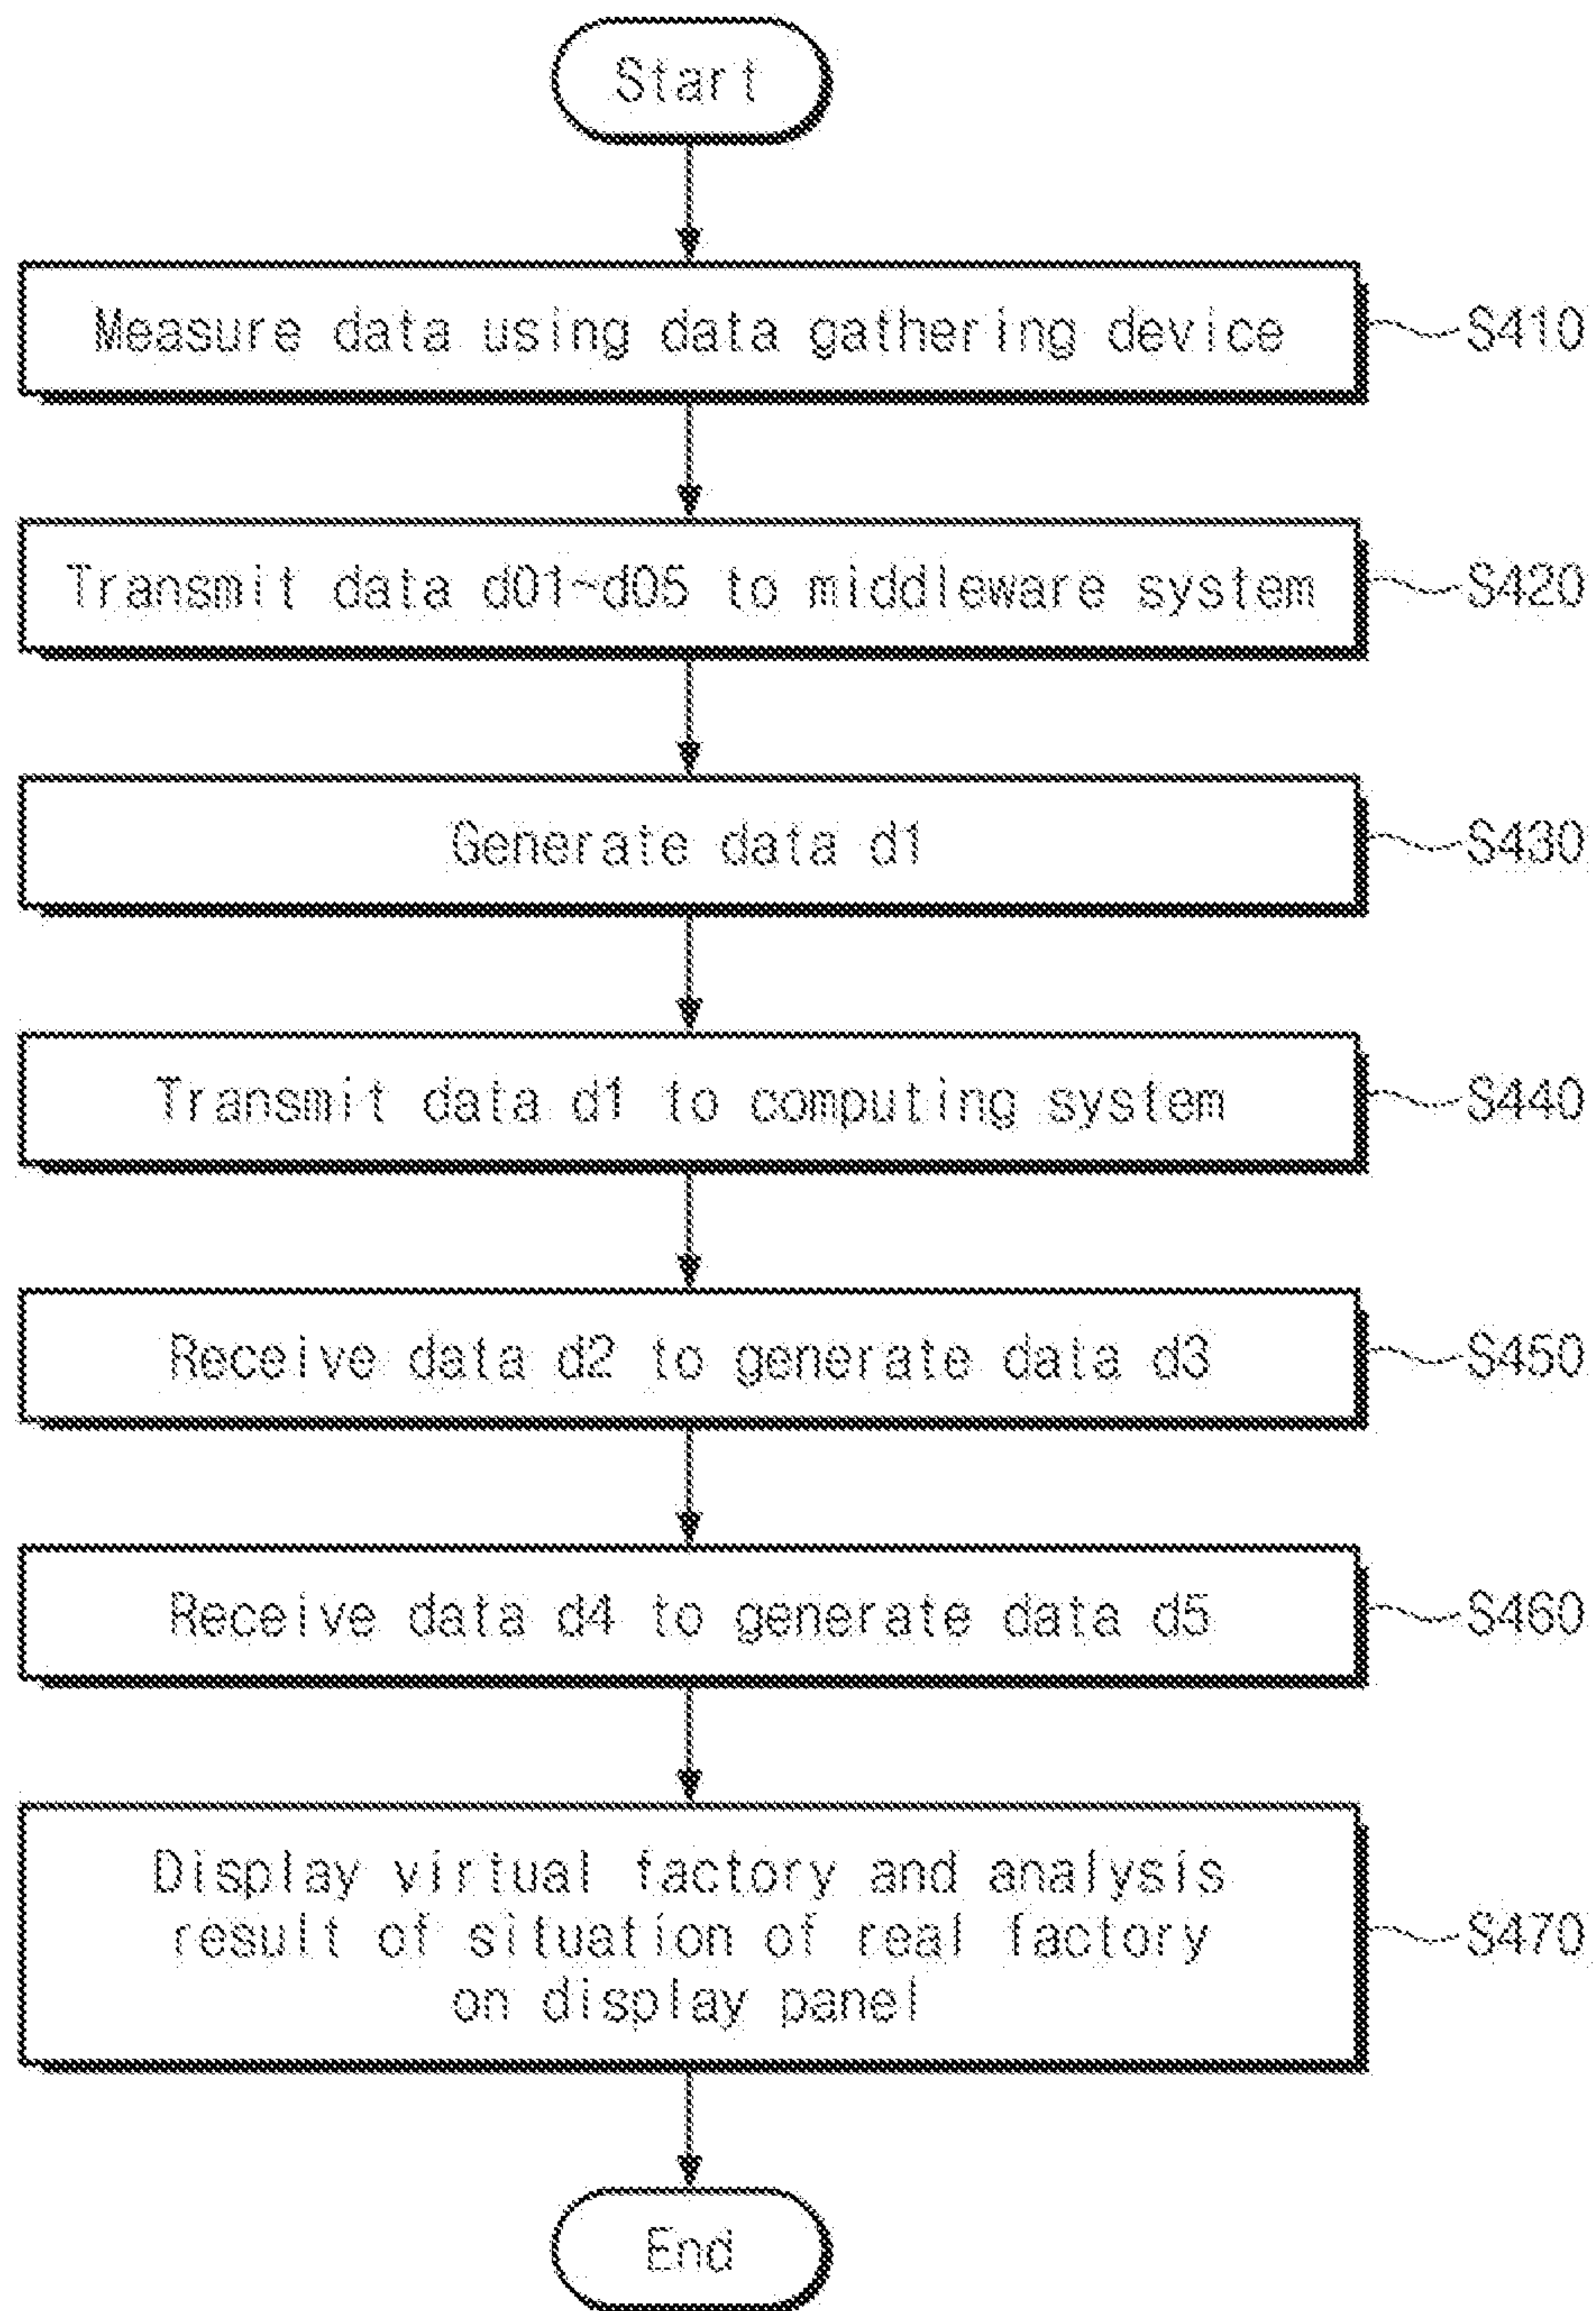 Start
Measure data using data gathering device
S410
Transmit data d01~d05 to middleware system
S420
Generate data d1
S430
Transmit data d1 to computing system
S440
Receive data d2 to generate data d3
S450
Receive data d4 to generate data d5
S460
Display virtual factory and analysis
result of situation of real factory
on display panel
S470
End